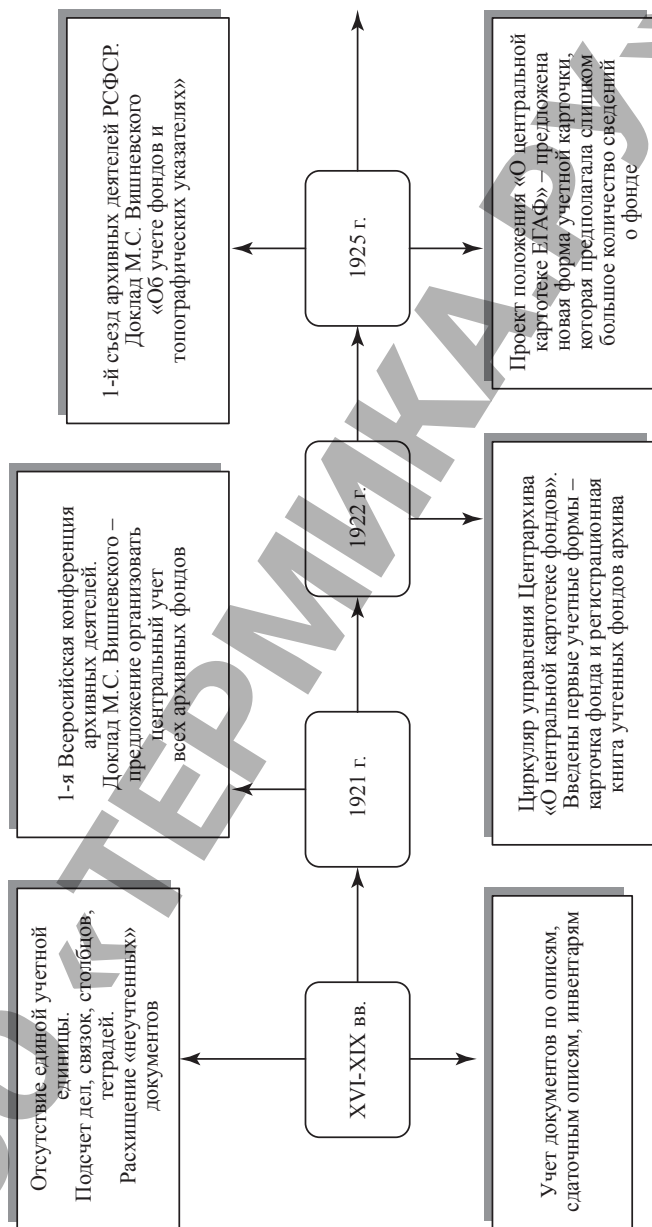 Отсутствие единой учетной
единицы.
Подсчет дел, связок, столбцов,
тетрадей.
Расхищение «неучтенных»
документов
XVI-XIX вв.
Учет документов по описям,
сдаточным описям, инвентарям
1-я Всеросийская конференция
архивных деятелей.
Доклад М.С. Вишневского –
предложение организовать
центральный учет
всех архивных фондов
1921 г.
1922 г.
Циркуляр управления Центрархива
«О центральной картотеке фондов».
Введены первые учетные формы –
карточка фонда и регистрационная
книга учтенных фондов архива
1-й съезд архивных деятелей РСФСР.
Доклад М.С. Вишневского
«Об учете фондов и
топографических указателях»
1925 г.
Проект положения «О центральной
картотеке ЕГАФ» – предложена
новая форма учетной карточки,
которая предполагала слишком
большое количество сведений
о фонде
О «ТЕРМИКА.РУ»